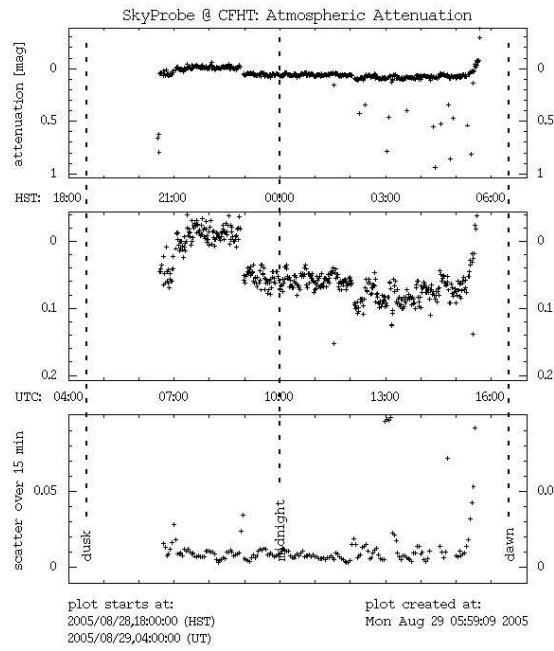 SkyProbe @ CFHT: Atmospheric Attenuation
attenuation [mag]
0 0
0.5 0.5
1 1
HST: 18:00 21:00 00:00 03:00 06:00
0 0
0.1 0.1
0.2 0.2
UTC: 04:00 07:00 10:00 13:00 16:00
scatter over 15 min
0.05 0.0
0 0
dusk
midnight
dawn
plot starts at:
2005/08/28,18:00:00 (HST)
2005/08/29,04:00:00 (UT)
plot created at:
Mon Aug 29 05:59:09 2005